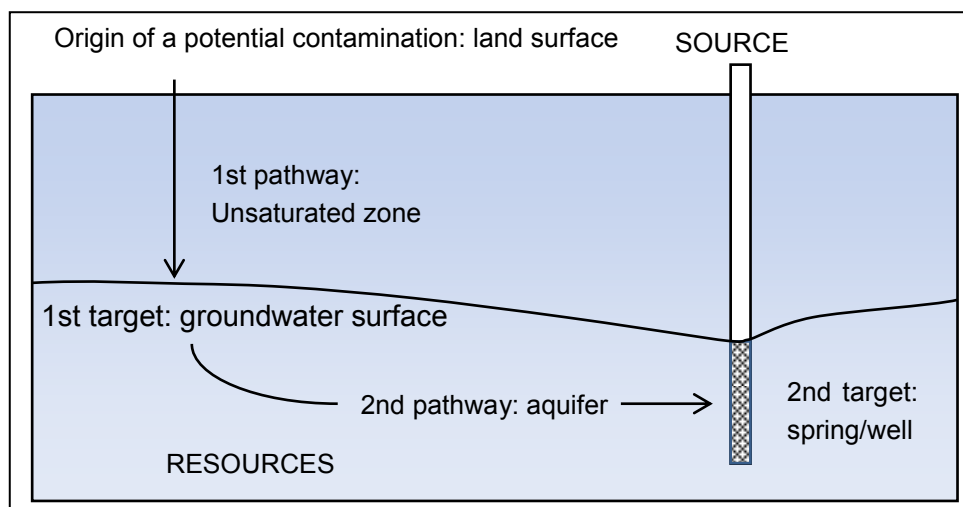 Origin of a potential contamination: land surface
SOURCE
1st pathway:
Unsaturated zone
1st target: groundwater surface
2nd pathway: aquifer
2nd target:
spring/well
RESOURCES